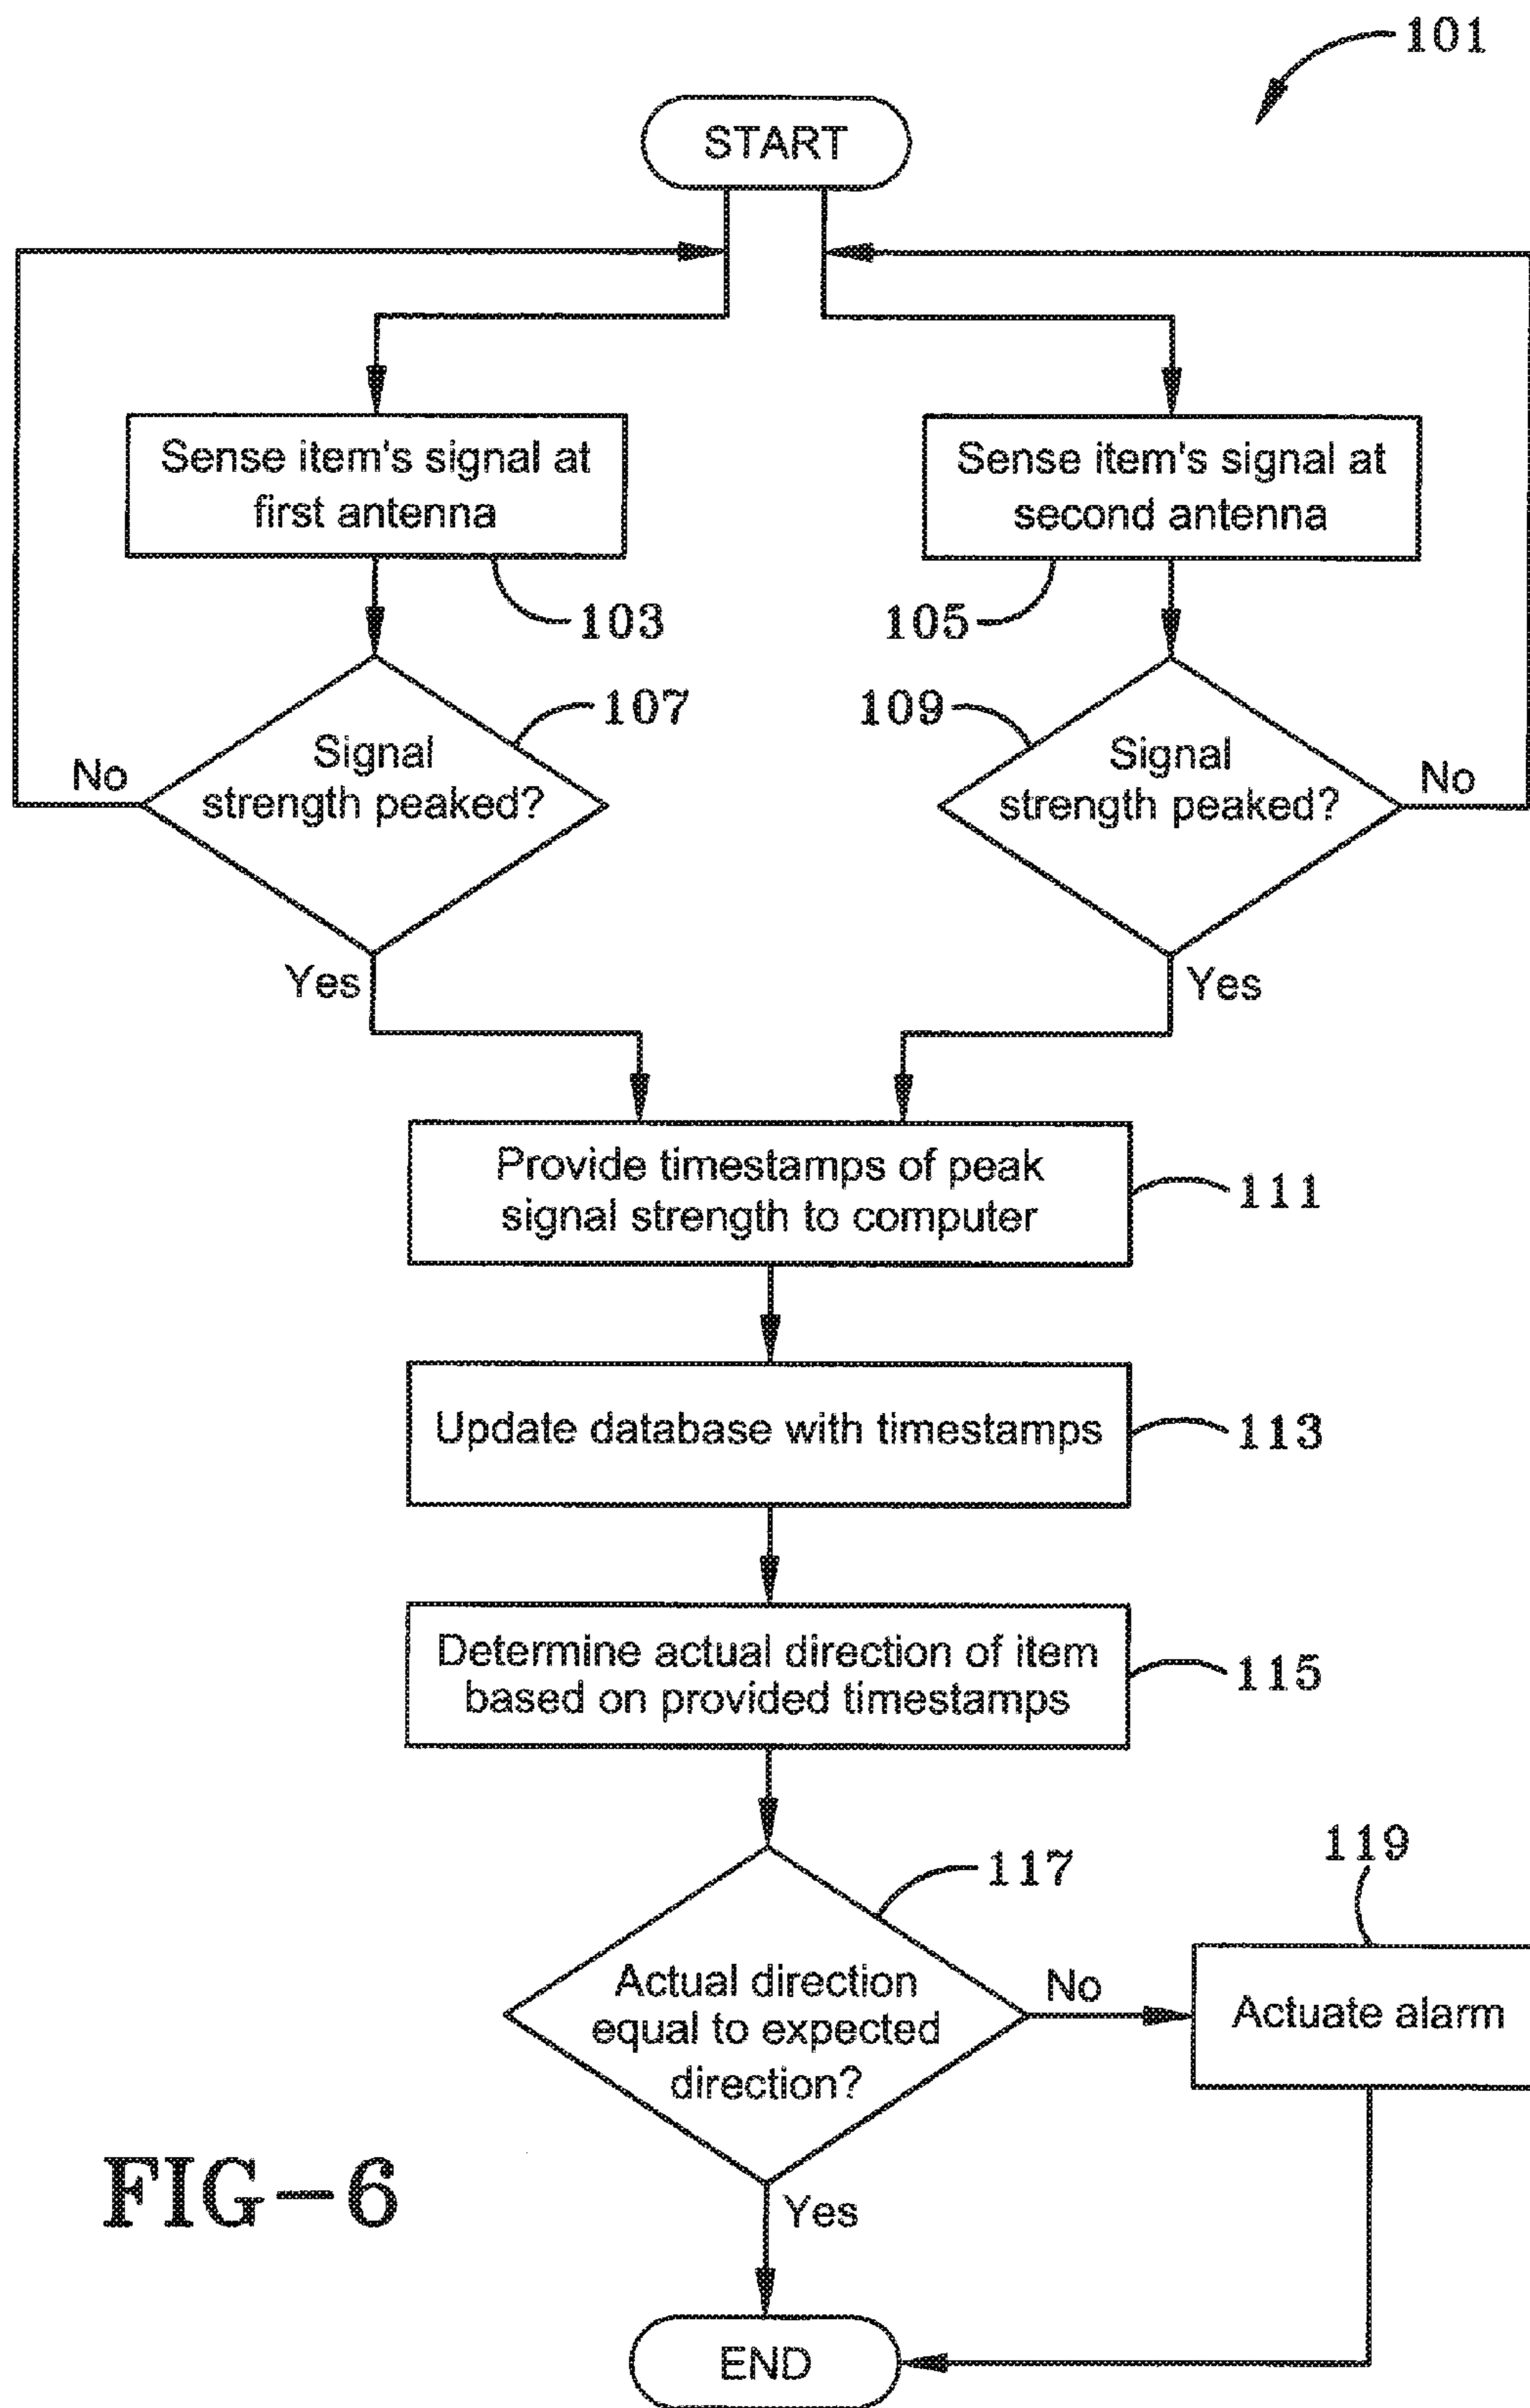 101
START
Sense item's signal at
first antenna
Sense item's signal at
second antenna
103
105
107
109
Signal
strength peaked?
No
Signal
strength peaked?
No
Yes
Yes
Provide timestamps of peak
signal strength to computer
111
Update database with timestamps
113
Determine actual direction of item
based on provided timestamps
115
117
119
Actual direction
equal to expected
direction?
No
Actuate alarm
Yes
FIG-6
END